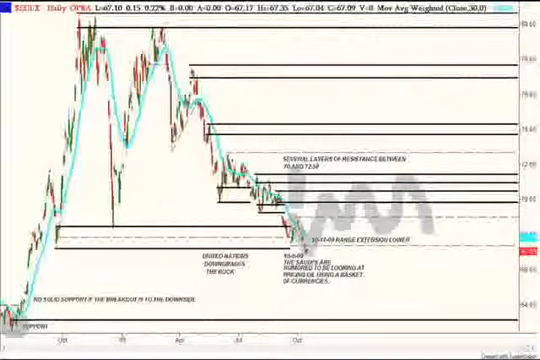 Daily OPRA L=67.10 0.15 0.22% B=0.00 A=0.00 O=67.17 Hi=67.35 Lo=67.04 C=67.09 V=0 Mov Avg Weighted (Close,30,0)
SEVERAL LAYERS OF RESISTANCE BETWEEN
70 AND 72.50
10-11-09 RANGE EXTENSION LOWER
UNITED NATIONS
DOWNGRADES
THE BUCK
THE SAUDI'S ARE
RUMORED TO BE LOOKING AT
PRICING OIL USING A BASKET
OF CURRENCIES.
NO SOLID SUPPORT IF THE BREAKOUT IS TO THE DOWNSIDE
SUPPORT
Oct
Apr
Jul
Oct